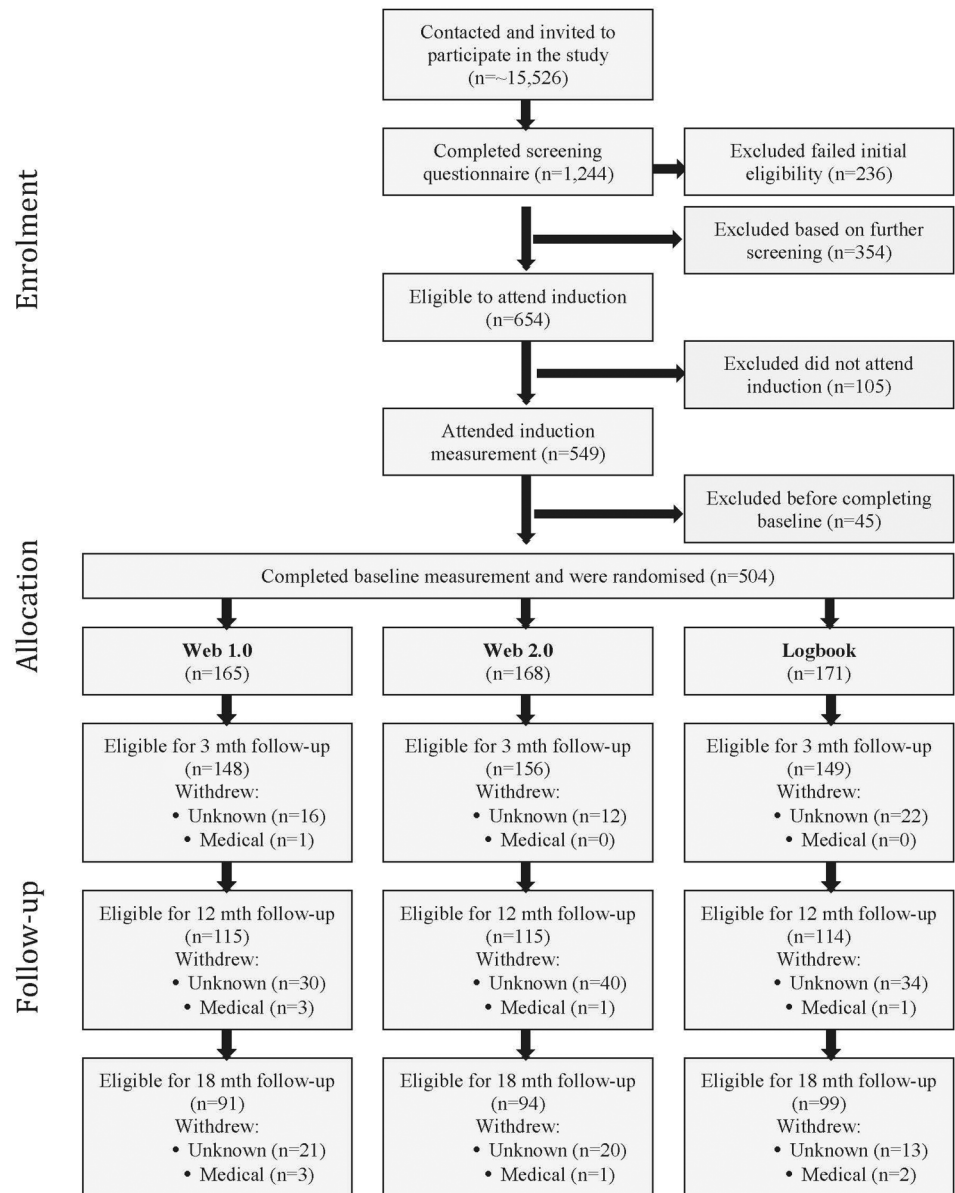 Enrolment
Contacted and invited to
participate in the study
(n=~15,526)
Completed screening
questionnaire (n=1,244)
Excluded failed initial
eligibility (n=236)
Excluded based on further
screening (n=354)
Eligible to attend induction
(n=654)
Excluded did not attend
induction (n=105)
Attended induction
measurement (n=549)
Excluded before completing
baseline (n=45)
Allocation
Completed baseline measurement and were randomised (n=504)
Web 1.0
(n=165)
Web 2.0
(n=168)
Logbook
(n=171)
Follow-up
Eligible for 3 mth follow-up
(n=148)
Withdrew:
• Unknown (n=16)
• Medical (n=1)
Eligible for 3 mth follow-up
(n=156)
Withdrew:
• Unknown (n=12)
• Medical (n=0)
Eligible for 3 mth follow-up
(n=149)
Withdrew:
• Unknown (n=22)
• Medical (n=0)
Eligible for 12 mth follow-up
(n=115)
Withdrew:
• Unknown (n=30)
• Medical (n=3)
Eligible for 12 mth follow-up
(n=115)
Withdrew:
• Unknown (n=40)
• Medical (n=1)
Eligible for 12 mth follow-up
(n=114)
Withdrew:
• Unknown (n=34)
• Medical (n=1)
Eligible for 18 mth follow-up
(n=91)
Withdrew:
• Unknown (n=21)
• Medical (n=3)
Eligible for 18 mth follow-up
(n=94)
Withdrew:
• Unknown (n=20)
• Medical (n=1)
Eligible for 18 mth follow-up
(n=99)
Withdrew:
• Unknown (n=13)
• Medical (n=2)